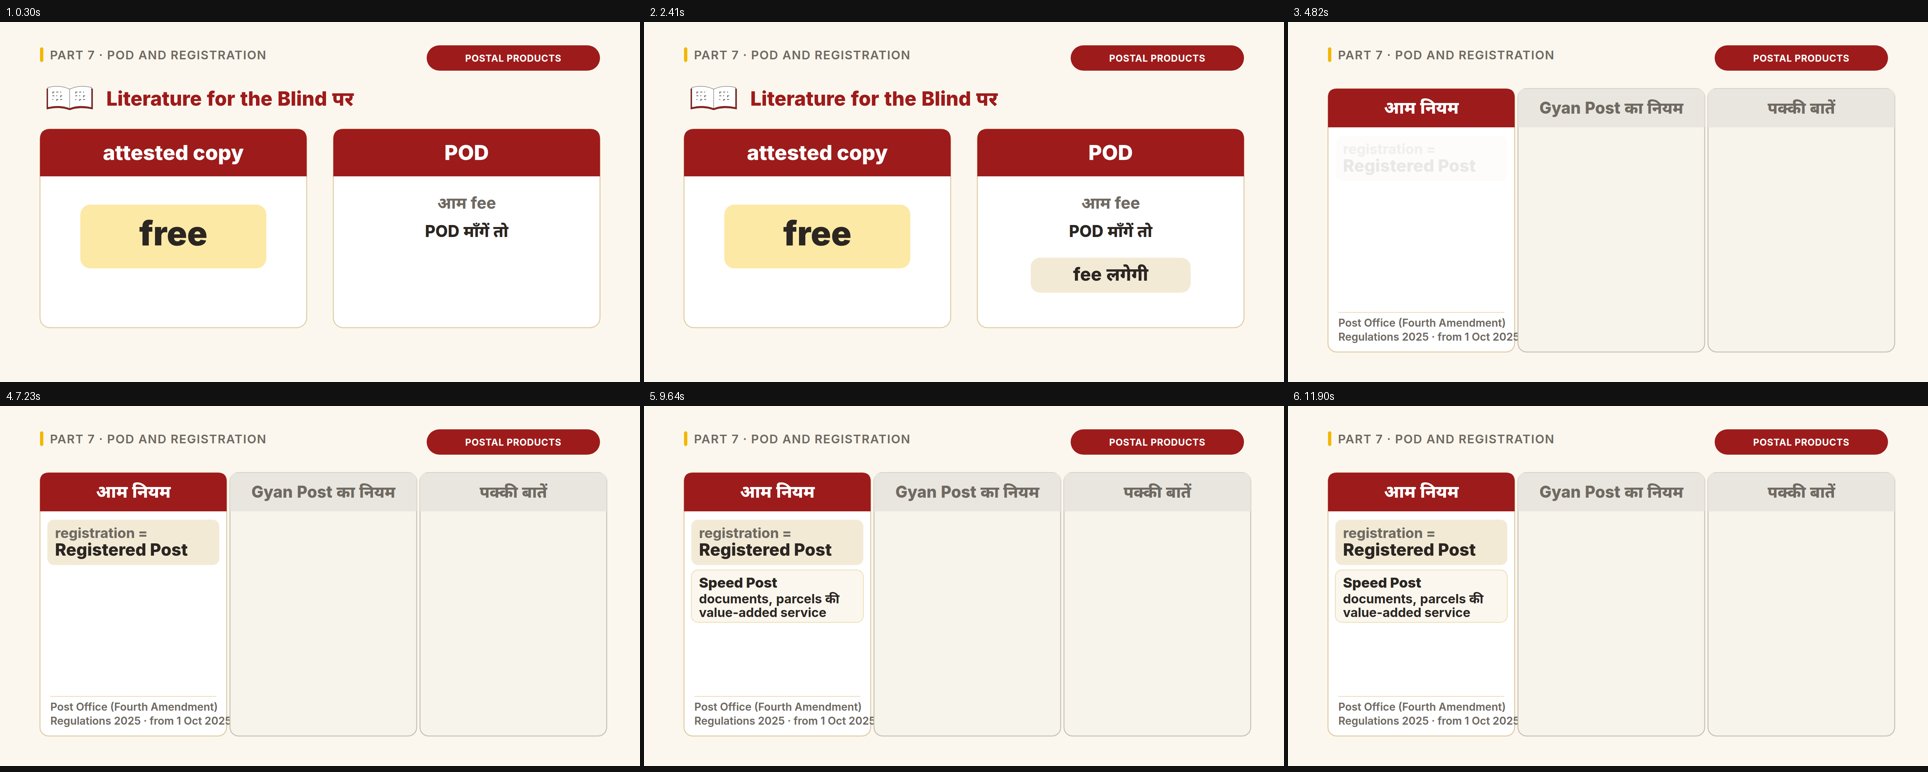 1. 0.30s
PART 7 · POD AND REGISTRATION
POSTAL PRODUCTS
Literature for the Blind पर
attested copy
free
POD
आम fee
POD माँगें तो
2. 2.41s
PART 7 · POD AND REGISTRATION
POSTAL PRODUCTS
Literature for the Blind पर
attested copy
free
POD
आम fee
POD माँगें तो
fee लगेगी
3. 4.82s
PART 7 · POD AND REGISTRATION
POSTAL PRODUCTS
आम नियम
registration =
Registered Post
Post Office (Fourth Amendment)
Regulations 2025 · from 1 Oct 2025
Gyan Post का नियम
पक्की बातें
4. 7.23s
PART 7 · POD AND REGISTRATION
POSTAL PRODUCTS
आम नियम
registration =
Registered Post
Post Office (Fourth Amendment)
Regulations 2025 · from 1 Oct 2025
Gyan Post का नियम
पक्की बातें
5. 9.64s
PART 7 · POD AND REGISTRATION
POSTAL PRODUCTS
आम नियम
registration =
Registered Post
Speed Post
documents, parcels की
value-added service
Post Office (Fourth Amendment)
Regulations 2025 · from 1 Oct 2025
Gyan Post का नियम
पक्की बातें
6. 11.90s
PART 7 · POD AND REGISTRATION
POSTAL PRODUCTS
आम नियम
registration =
Registered Post
Speed Post
documents, parcels की
value-added service
Post Office (Fourth Amendment)
Regulations 2025 · from 1 Oct 2025
Gyan Post का नियम
पक्की बातें